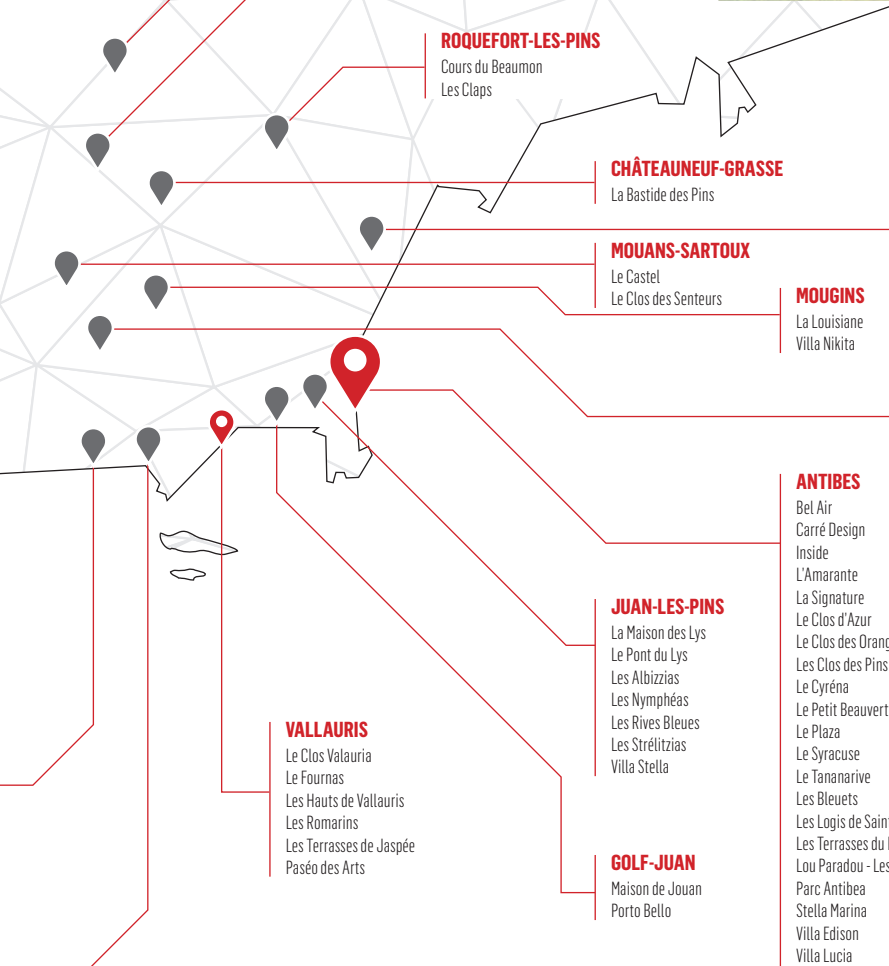 ROQUEFORT-LES-PINS
Cours du Beaumon
Les Claps
CHÂTEAUNEUF-GRASSE
La Bastide des Pins
MOUANS-SARTOUX
Le Castel
Le Clos des Senteurs
MOUGINS
La Louisiane
Villa Nikita
ANTIBES
Bel Air
Carré Design
Inside
L'Amarante
La Signature
Le Clos d'Azur
Le Clos des Orang
Les Clos des Pins
Le Cyréna
Le Petit Beauvert
Le Plaza
Le Syracuse
Le Tananarive
Les Bleuets
Les Logis de Saint
Les Terrasses du
Lou Paradou - Les
Parc Antibea
Stella Marina
Villa Edison
Villa Lucia
JUAN-LES-PINS
La Maison des Lys
Le Pont du Lys
Les Albizzias
Les Nymphéas
Les Rives Bleues
Les Strélitzias
Villa Stella
VALLAURIS
Le Clos Valauria
Le Fournas
Les Hauts de Vallauris
Les Romarins
Les Terrasses de Jaspée
Paséo des Arts
GOLF-JUAN
Maison de Jouan
Porto Bello